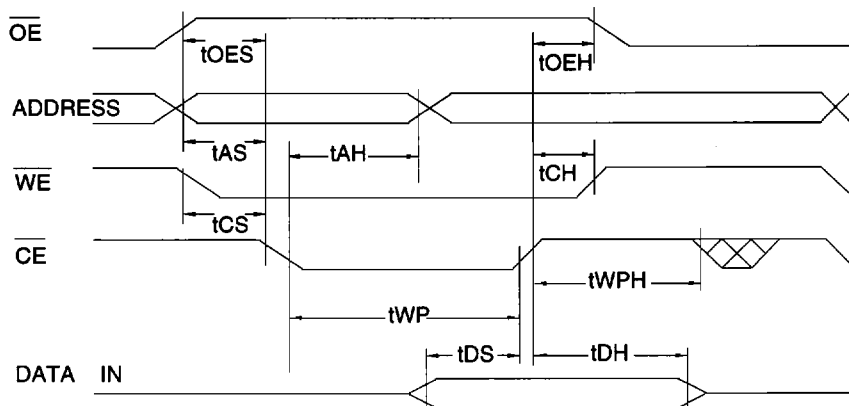 OE
tOES
tOEH
ADDRESS
tAS
tAH
tCH
WE
tCS
CE
tWPH
tWP
tDS
tDH
DATA IN